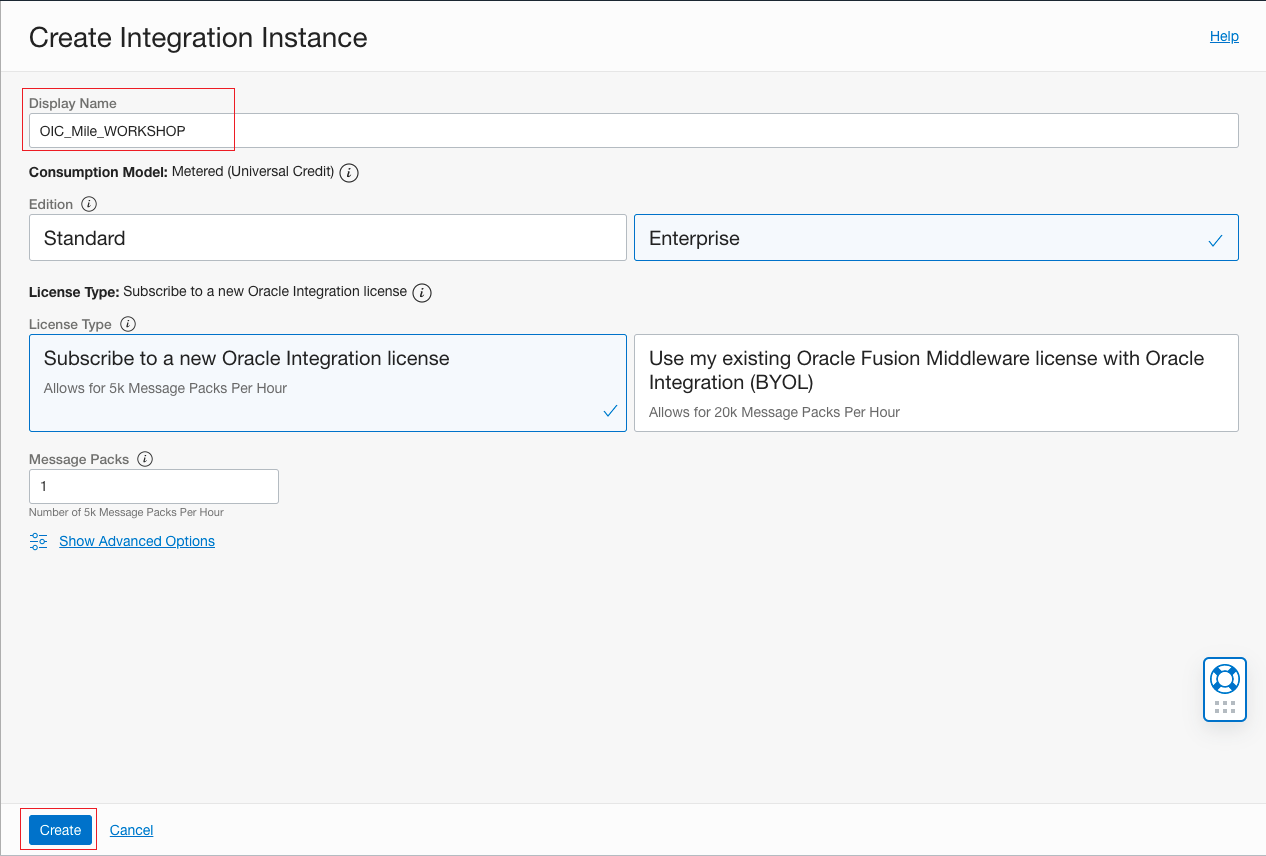 Create Integration Instance
Help
Display Name
OIC_Mile_WORKSHOP
Consumption Model: Metered (Universal Credit)
Edition
Standard
Enterprise
License Type: Subscribe to a new Oracle Integration license
License Type
Subscribe to a new Oracle Integration license
Allows for 5k Message Packs Per Hour
Use my existing Oracle Fusion Middleware license with Oracle
Integration (BYOL)
Allows for 20k Message Packs Per Hour
Message Packs
1
Number of 5k Message Packs Per Hour
Show Advanced Options
Create
Cancel